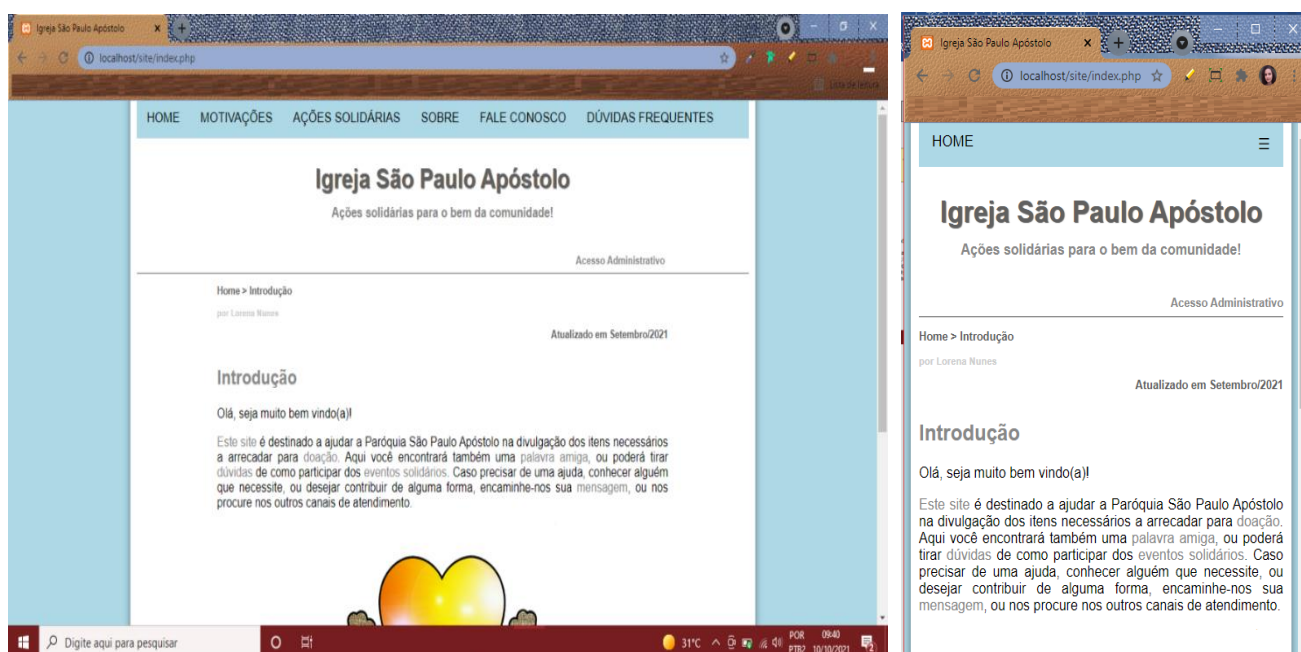 Igreja São Paulo Apóstolo
localhost/site/index.php
Lista de leitura
HOME MOTIVAÇÕES AÇÕES SOLIDÁRIAS SOBRE FALE CONOSCO DÚVIDAS FREQUENTES
Igreja São Paulo Apóstolo
Ações solidárias para o bem da comunidade!
Acesso Administrativo
Home > Introdução
por Lorena Nunes
Atualizado em Setembro/2021
Introdução
Olá, seja muito bem vindo(a)!
Este site é destinado a ajudar a Paróquia São Paulo Apóstolo na divulgação dos itens necessários
a arrecadar para doação. Aqui você encontrará também uma palavra amiga, ou poderá tirar
dúvidas de como participar dos eventos solidários. Caso precisar de uma ajuda, conhecer alguém
que necessite, ou desejar contribuir de alguma forma, encaminhe-nos sua mensagem, ou nos
procure nos outros canais de atendimento.
Digite aqui para pesquisar
31°C
POR
PTB2
09:40
10/10/2021
2
Igreja São Paulo Apóstolo
localhost/site/index.php
HOME ☰
Igreja São Paulo Apóstolo
Ações solidárias para o bem da comunidade!
Acesso Administrativo
Home > Introdução
por Lorena Nunes
Atualizado em Setembro/2021
Introdução
Olá, seja muito bem vindo(a)!
Este site é destinado a ajudar a Paróquia São Paulo Apóstolo
na divulgação dos itens necessários a arrecadar para doação.
Aqui você encontrará também uma palavra amiga, ou poderá
tirar dúvidas de como participar dos eventos solidários. Caso
precisar de uma ajuda, conhecer alguém que necessite, ou
desejar contribuir de alguma forma, encaminhe-nos sua
mensagem, ou nos procure nos outros canais de atendimento.